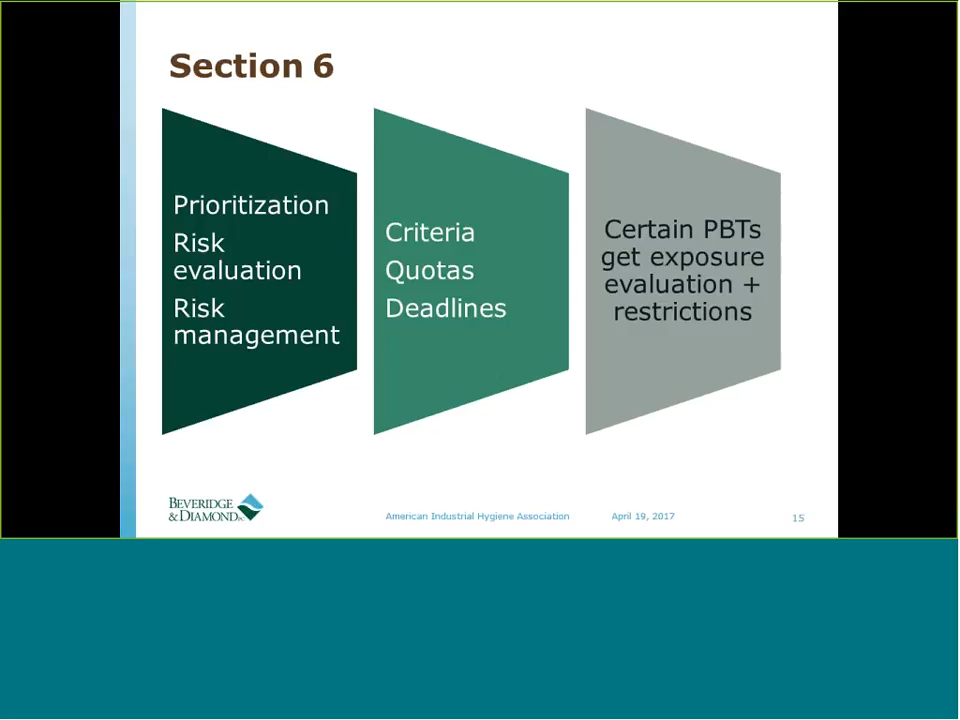 Section 6
Prioritization
Risk
evaluation
Risk
management
Criteria
Quotas
Deadlines
Certain PBTs
get exposure
evaluation +
restrictions
BEVERIDGE
& DIAMOND PC
American Industrial Hygiene Association
April 19, 2017
15